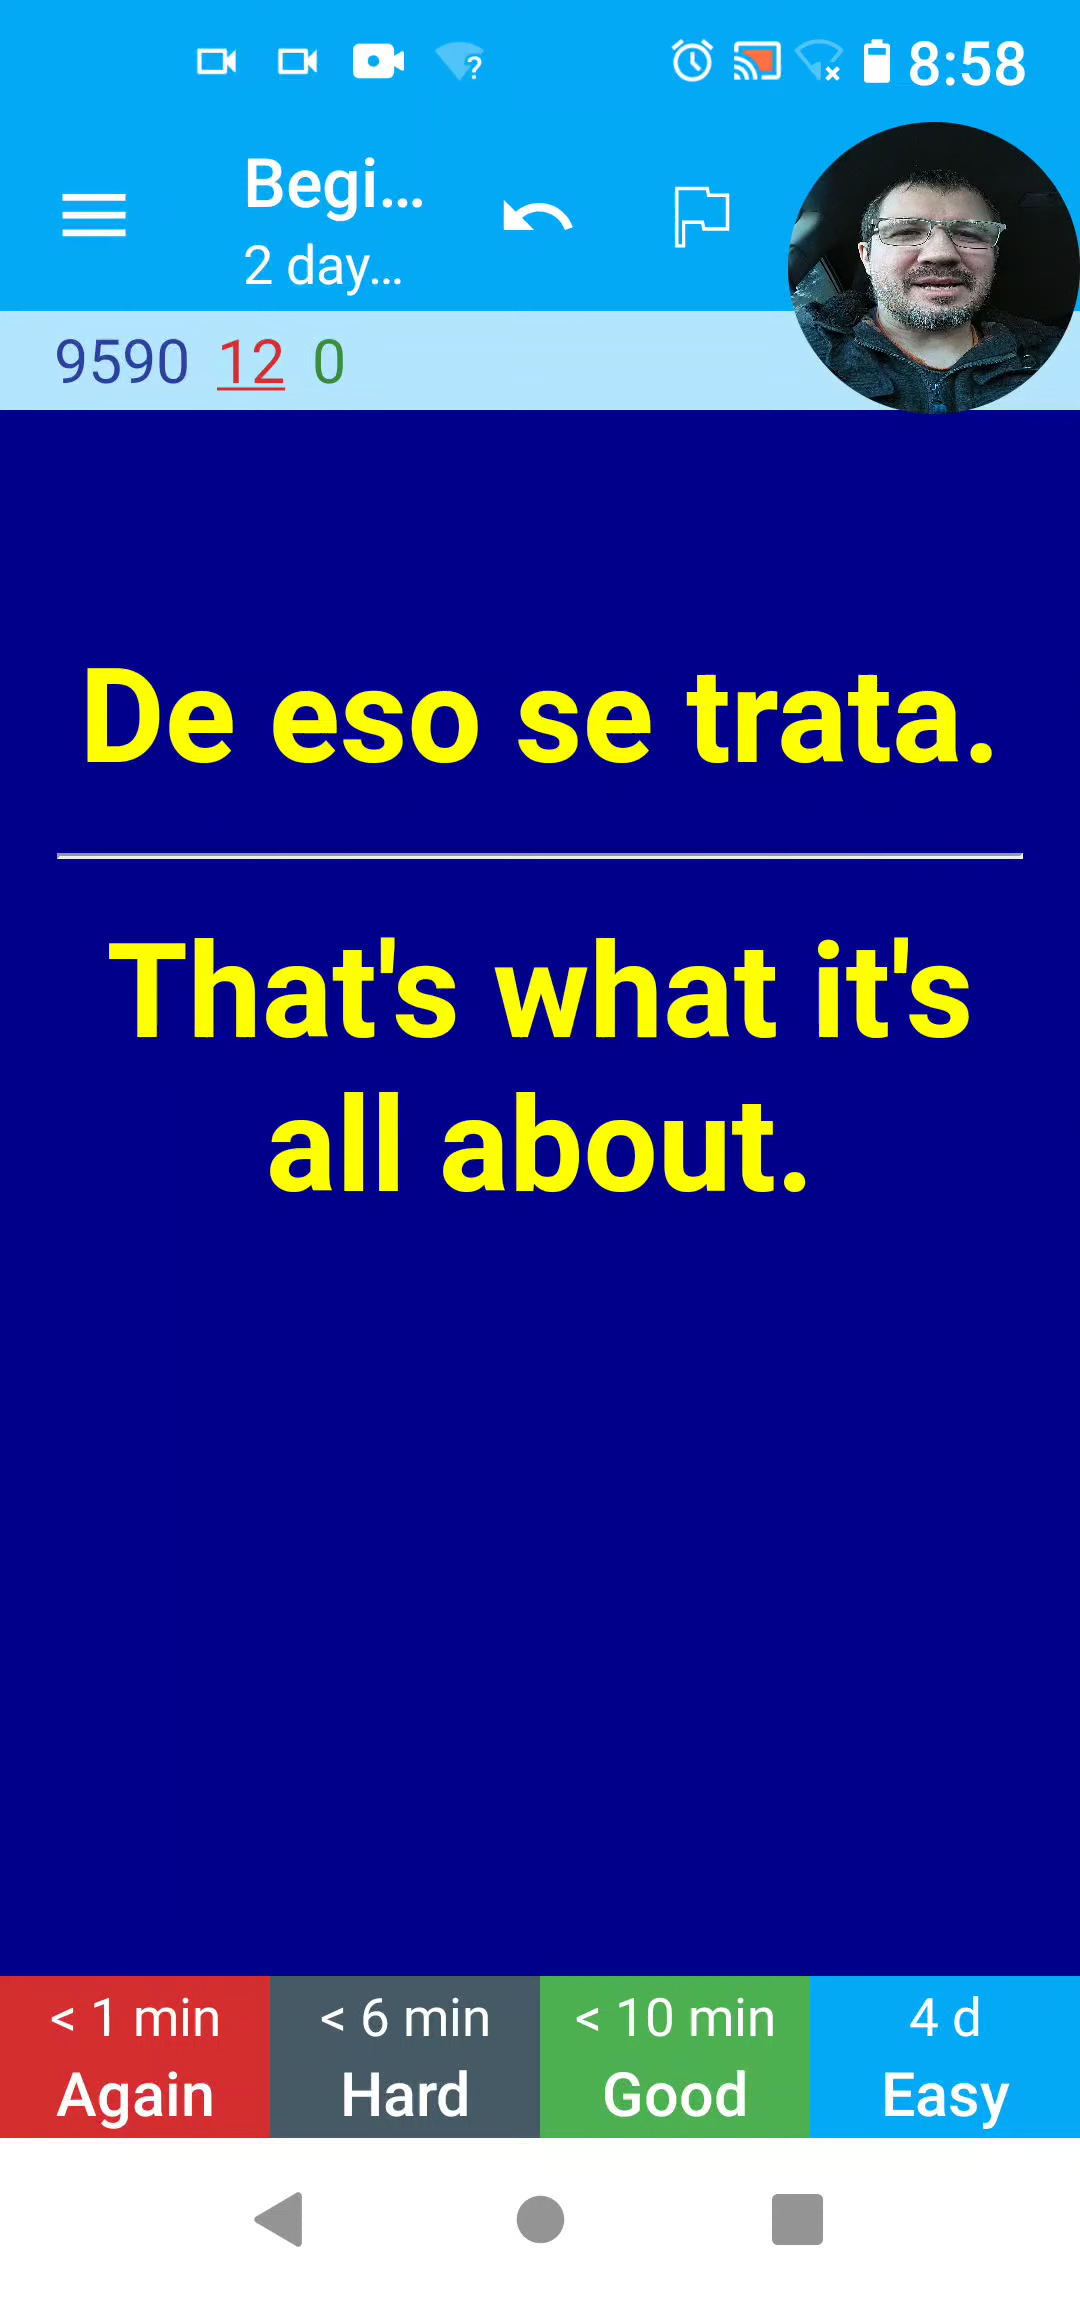 8:58
Begi...
2 day...
9590 12 0
De eso se trata.
That's what it's
all about.
< 1 min < 6 min < 10 min 4 d
Again Hard Good Easy